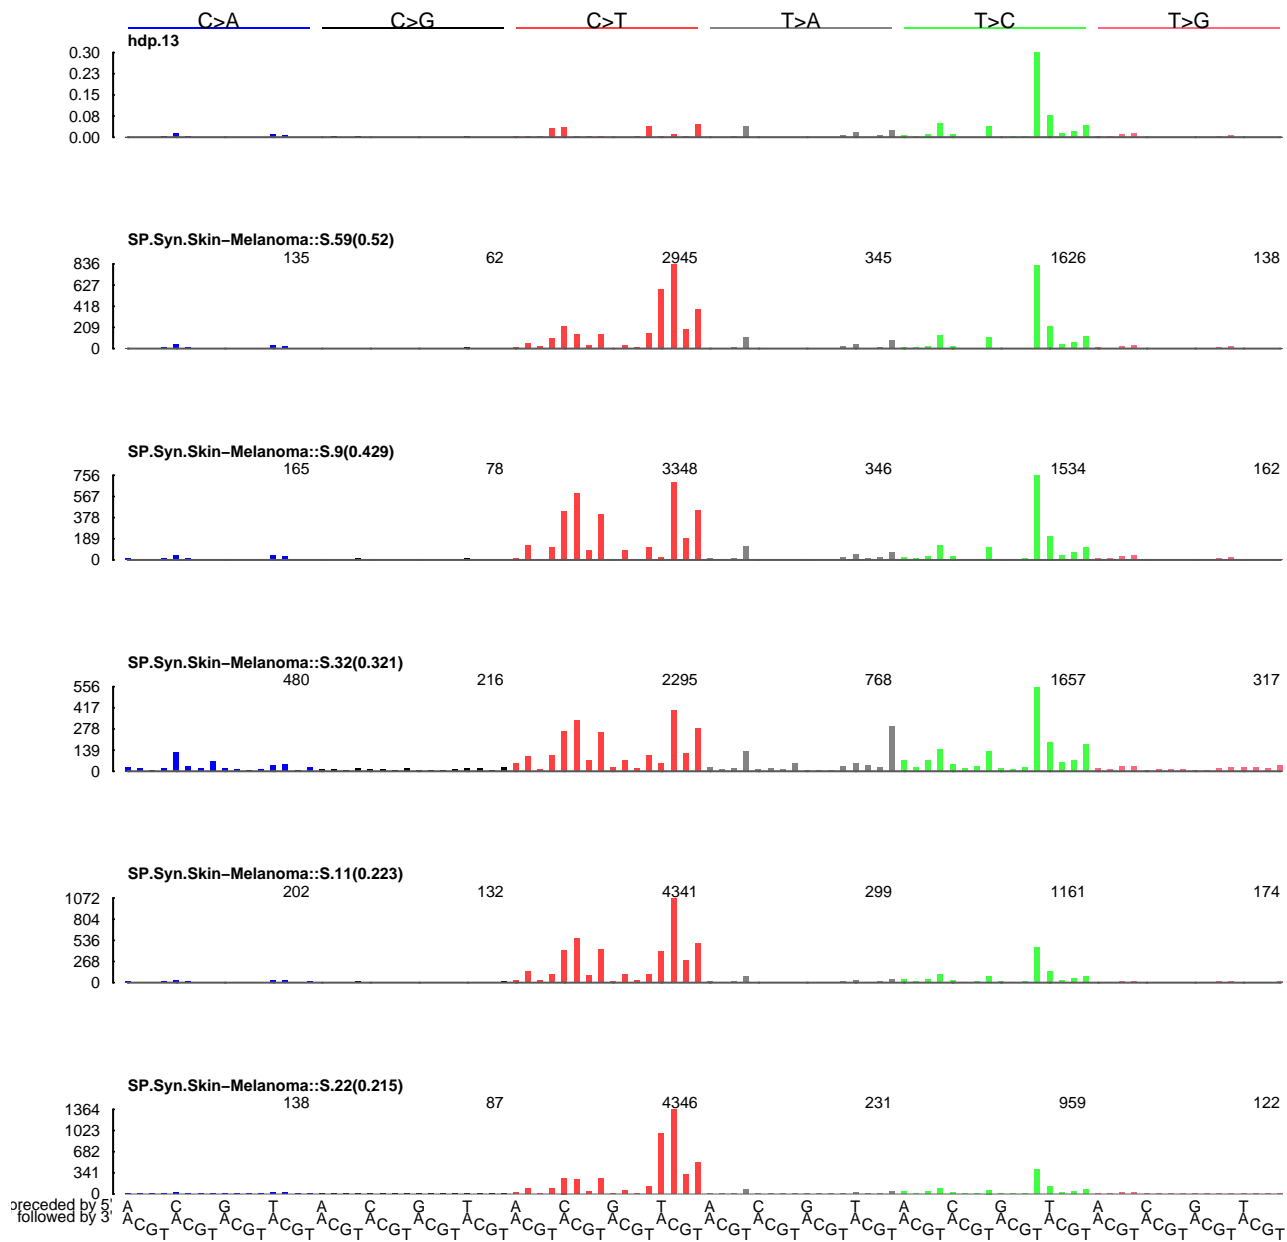 C>A C>G C>T T>A T>C T>G
hdp.13
0.30
0.23
0.15
0.08
0.00
SP.Syn.Skin−Melanoma::S.59(0.52)
135 62 2945 345 1626 138
836
627
418
209
0
SP.Syn.Skin−Melanoma::S.9(0.429)
165 78 3348 346 1534 162
756
567
378
189
0
SP.Syn.Skin−Melanoma::S.32(0.321)
480 216 2295 768 1657 317
556
417
278
139
0
SP.Syn.Skin−Melanoma::S.11(0.223)
202 132 4341 299 1161 174
1072
804
536
268
0
SP.Syn.Skin−Melanoma::S.22(0.215)
138 87 4346 231 959 122
1364
1023
682
341
0
preceded by 5' A C G T A C G T A C G T A C G T A C G T A C G T
followed by 3' A C G T A C G T A C G T A C G T A C G T A C G T A C G T A C G T A C G T A C G T A C G T A C G T A C G T A C G T A C G T A C G T A C G T A C G T A C G T A C G T A C G T A C G T A C G T A C G T